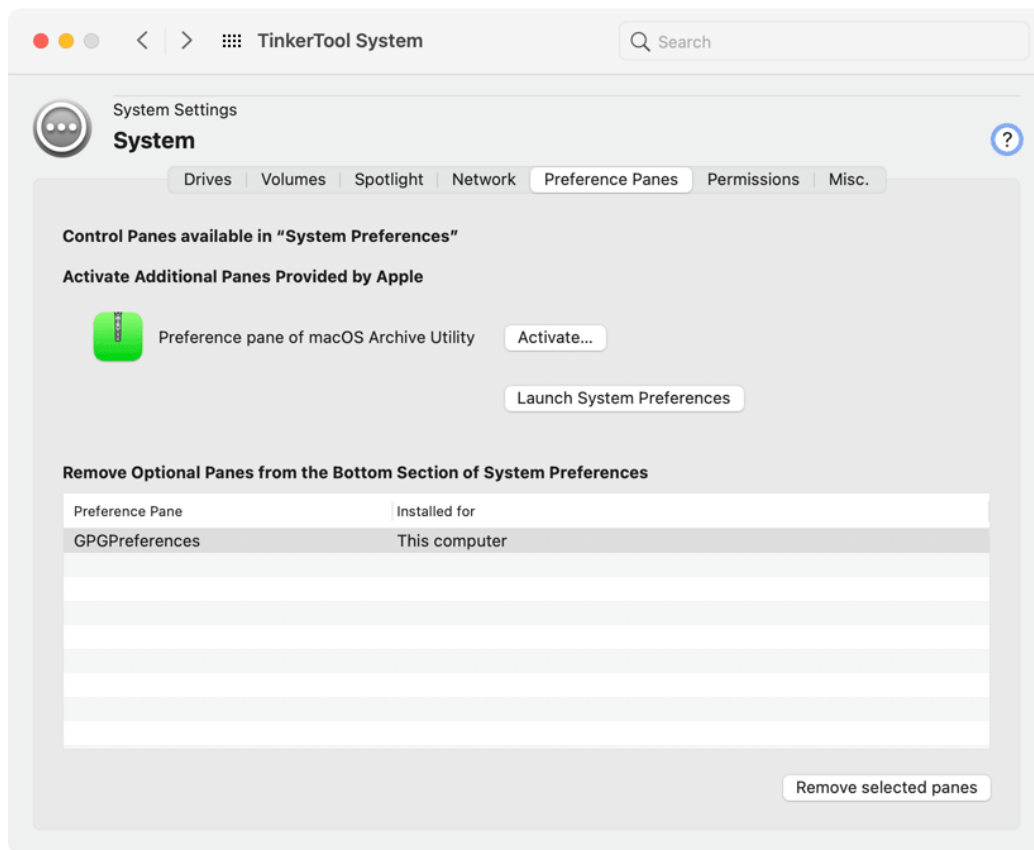 TinkerTool System
Search
System Settings
System
?
Drives Volumes Spotlight Network Preference Panes Permissions Misc.
Control Panes available in “System Preferences”
Activate Additional Panes Provided by Apple
Preference pane of macOS Archive Utility Activate...
Launch System Preferences
Remove Optional Panes from the Bottom Section of System Preferences
Preference Pane Installed for
GPGPreferences This computer
Remove selected panes